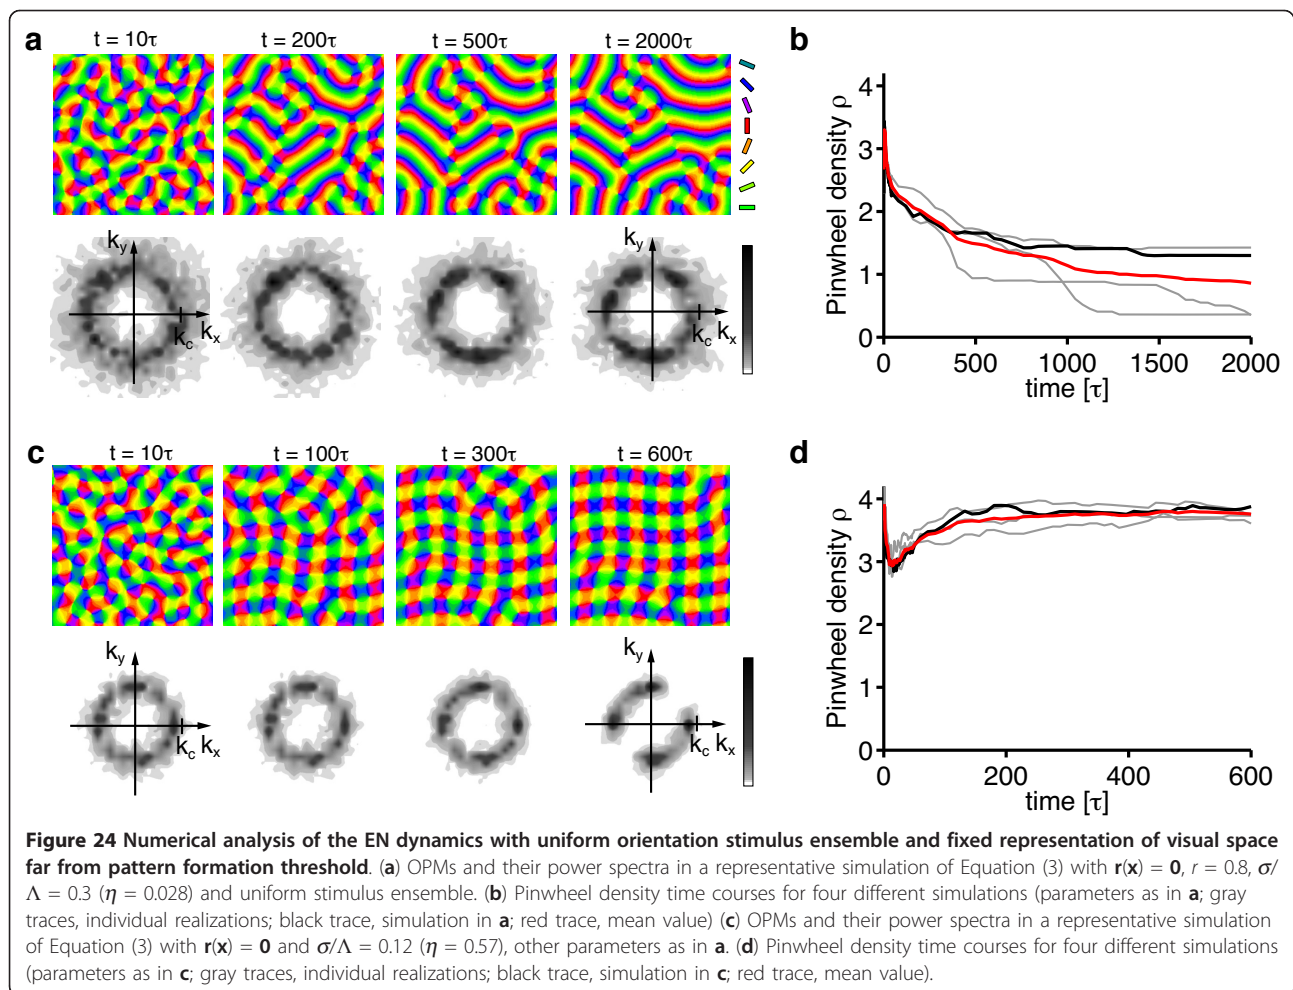 a
t = 10τ t = 200τ t = 500τ t = 2000τ
k_y k_y
k_c k_x k_c k_x
b
Pinwheel density ρ
4
3
2
1
0
0 500 1000 1500 2000
time [τ]
c
t = 10τ t = 100τ t = 300τ t = 600τ
k_y k_y
k_c k_x k_c k_x
d
Pinwheel density ρ
4
3
2
1
0
0 200 400 600
time [τ]
Figure 24 Numerical analysis of the EN dynamics with uniform orientation stimulus ensemble and fixed representation of visual space
far from pattern formation threshold. (a) OPMs and their power spectra in a representative simulation of Equation (3) with r(x) = 0, r = 0.8, σ/
Λ = 0.3 (η = 0.028) and uniform stimulus ensemble. (b) Pinwheel density time courses for four different simulations (parameters as in a; gray
traces, individual realizations; black trace, simulation in a; red trace, mean value) (c) OPMs and their power spectra in a representative simulation
of Equation (3) with r(x) = 0 and σ/Λ = 0.12 (η = 0.57), other parameters as in a. (d) Pinwheel density time courses for four different simulations
(parameters as in c; gray traces, individual realizations; black trace, simulation in c; red trace, mean value).